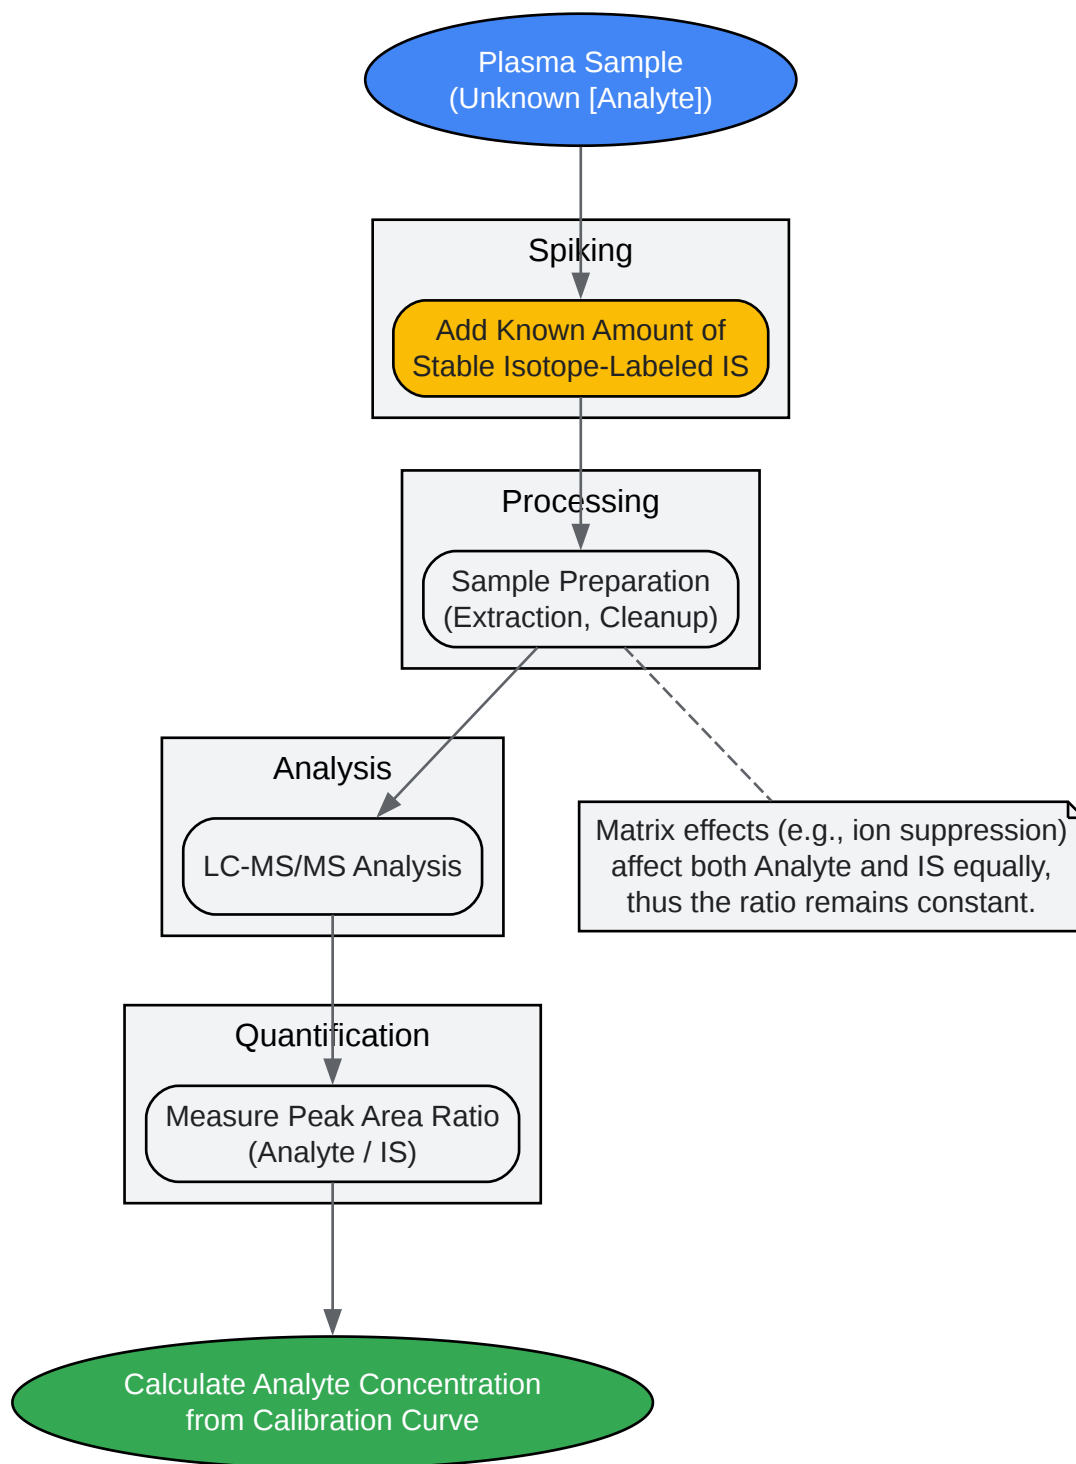 Plasma Sample
(Unknown [Analyte])
Spiking
Add Known Amount of
Stable Isotope-Labeled IS
Processing
Sample Preparation
(Extraction, Cleanup)
Analysis
LC-MS/MS Analysis
Matrix effects (e.g., ion suppression)
affect both Analyte and IS equally,
thus the ratio remains constant.
Quantification
Measure Peak Area Ratio
(Analyte / IS)
Calculate Analyte Concentration
from Calibration Curve